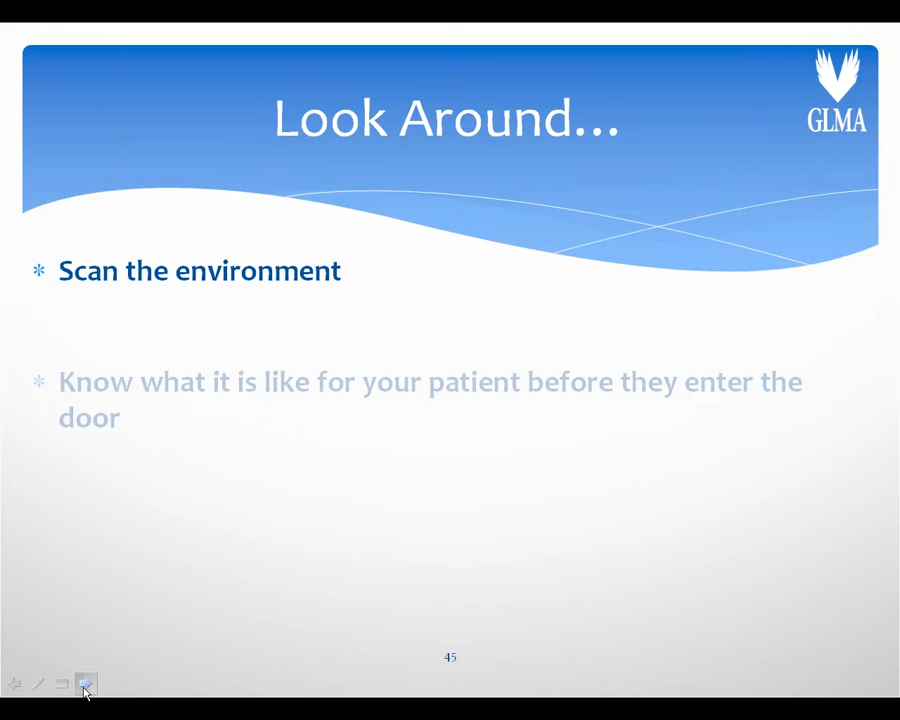 Look Around...
GLMA
* Scan the environment
* Know what it is like for your patient before they enter the
door
45